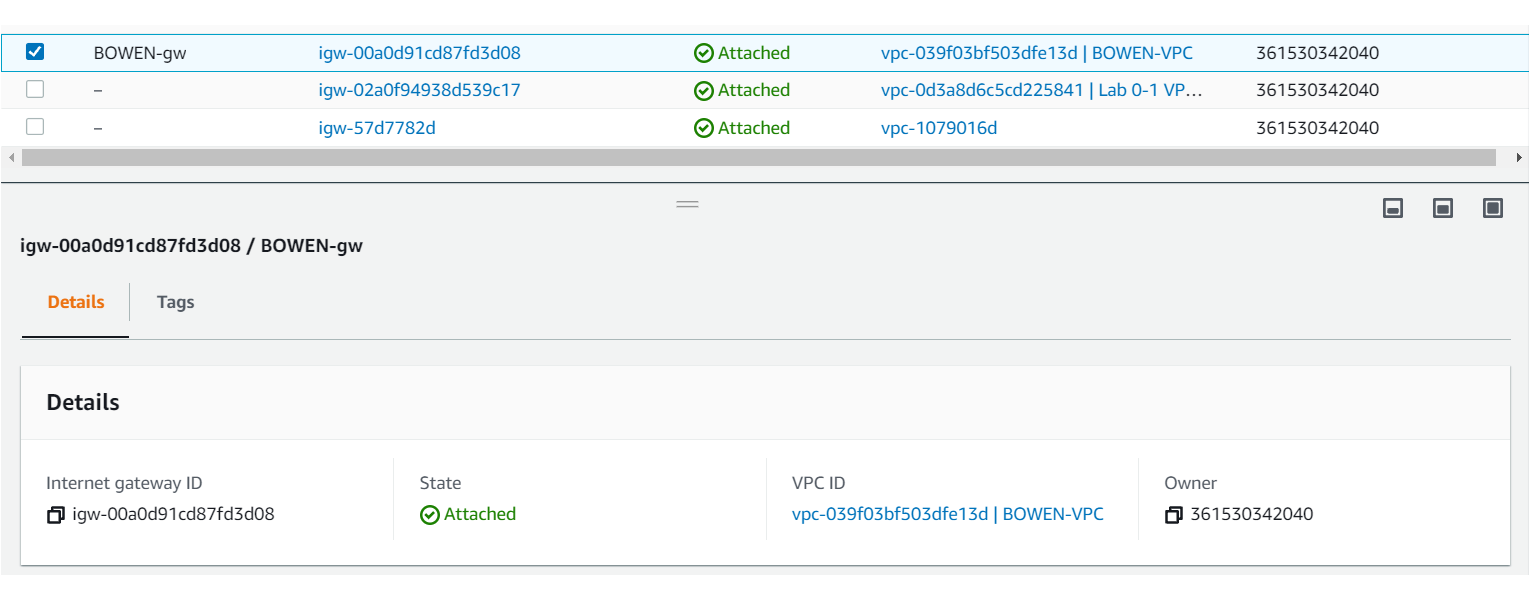 BOWEN-gw igw-00a0d91cd87fd3d08 Attached vpc-039f03bf503dfe13d | BOWEN-VPC 361530342040
– igw-02a0f94938d539c17 Attached vpc-0d3a8d6c5cd225841 | Lab 0-1 VP… 361530342040
– igw-57d7782d Attached vpc-1079016d 361530342040
igw-00a0d91cd87fd3d08 / BOWEN-gw
Details Tags
Details
Internet gateway ID State VPC ID Owner
igw-00a0d91cd87fd3d08 Attached vpc-039f03bf503dfe13d | BOWEN-VPC 361530342040